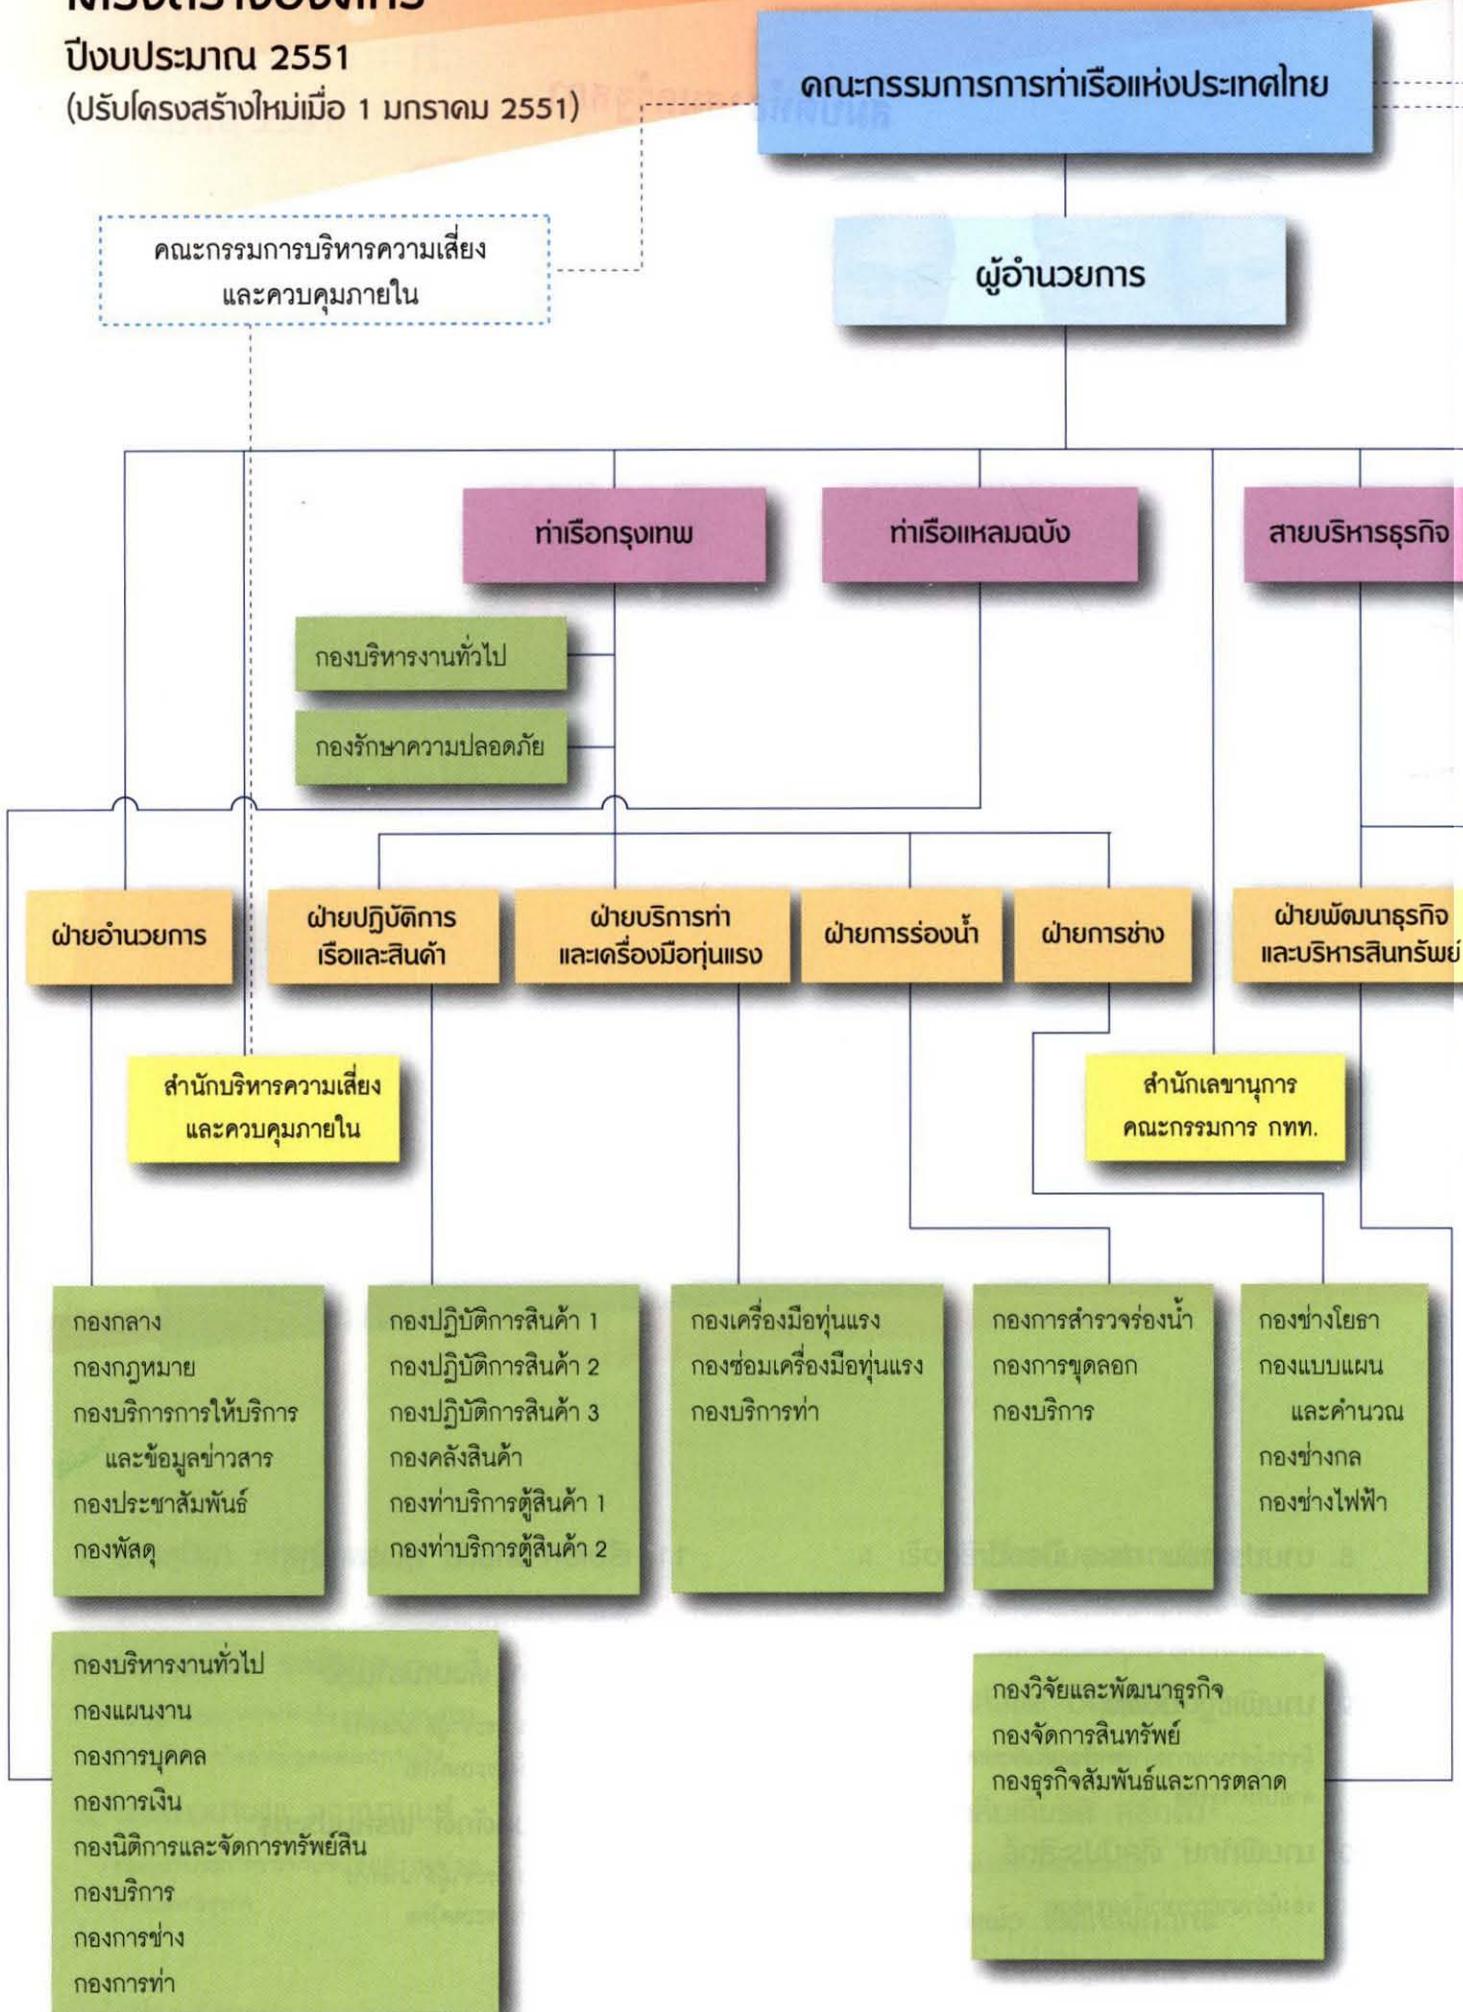 ปีงบประมาณ 2551
(ปรับโครงสร้างใหม่เมื่อ 1 มกราคม 2551)
คณะกรรมการการท่าเรือแห่งประเทศไทย
คณะกรรมการบริหารความเสี่ยง
และควบคุมภายใน
ผู้อำนวยการ
ท่าเรือกรุงเทพ
ท่าเรือแหลมฉบัง
สายบริหารธุรกิจ
กองบริหารงานทั่วไป
กองรักษาความปลอดภัย
ฝ่ายอำนวยการ
ฝ่ายปฏิบัติการ
เรือและสินค้า
ฝ่ายบริการท่า
และเครื่องมือทุ่นแรง
ฝ่ายการร่องน้ำ
ฝ่ายการช่าง
ฝ่ายพัฒนาธุรกิจ
และบริหารสินทรัพย์
สำนักบริหารความเสี่ยง
และควบคุมภายใน
สำนักเลขานุการ
คณะกรรมการ กทท.
กองกลาง
กองกฎหมาย
กองบริการการให้บริการ
และข้อมูลข่าวสาร
กองประชาสัมพันธ์
กองพัสดุ
กองปฏิบัติการสินค้า 1
กองปฏิบัติการสินค้า 2
กองปฏิบัติการสินค้า 3
กองคลังสินค้า
กองท่าบริการตู้สินค้า 1
กองท่าบริการตู้สินค้า 2
กองเครื่องมือทุ่นแรง
กองซ่อมเครื่องมือทุ่นแรง
กองบริการท่า
กองการสำรวจร่องน้ำ
กองการขุดลอก
กองบริการ
กองช่างโยธา
กองแบบแผน
และคำนวณ
กองช่างกล
กองช่างไฟฟ้า
กองบริหารงานทั่วไป
กองแผนงาน
กองการบุคคล
กองการเงิน
กองนิติการและจัดการทรัพย์สิน
กองบริการ
กองการช่าง
กองการท่า
กองวิจัยและพัฒนาธุรกิจ
กองจัดการสินทรัพย์
กองธุรกิจสัมพันธ์และการตลาด